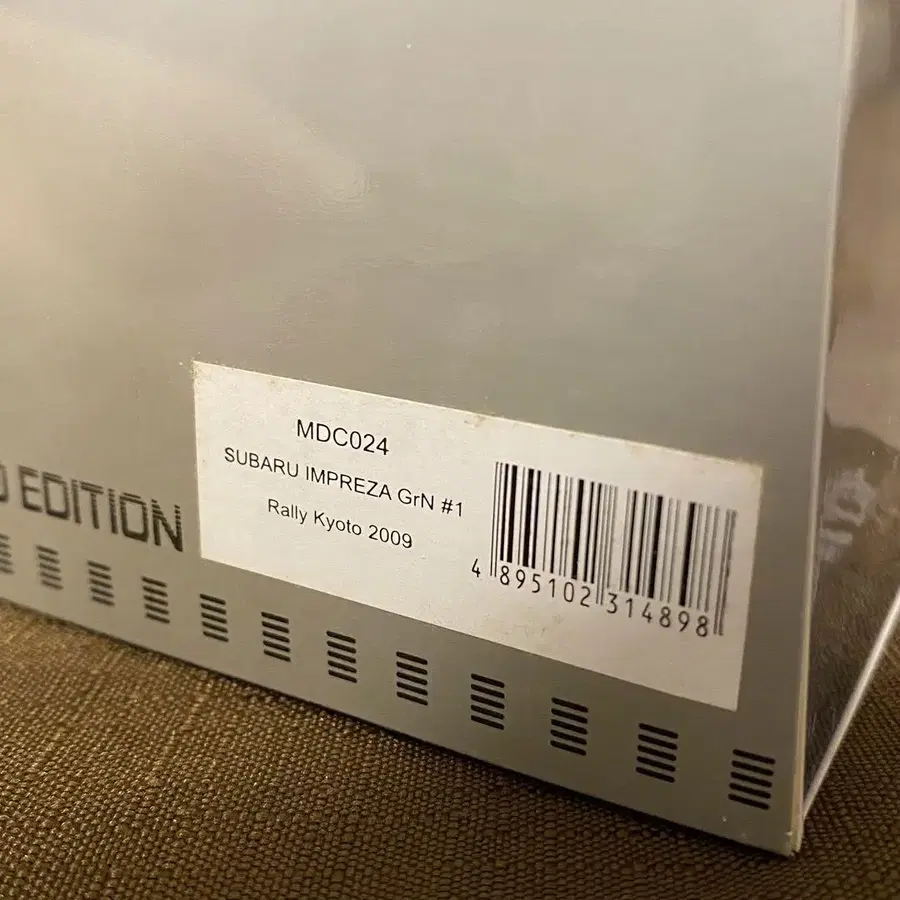 EDITION
MDC024
SUBARU IMPREZA GrN #1
Rally Kyoto 2009
4 895102 314898